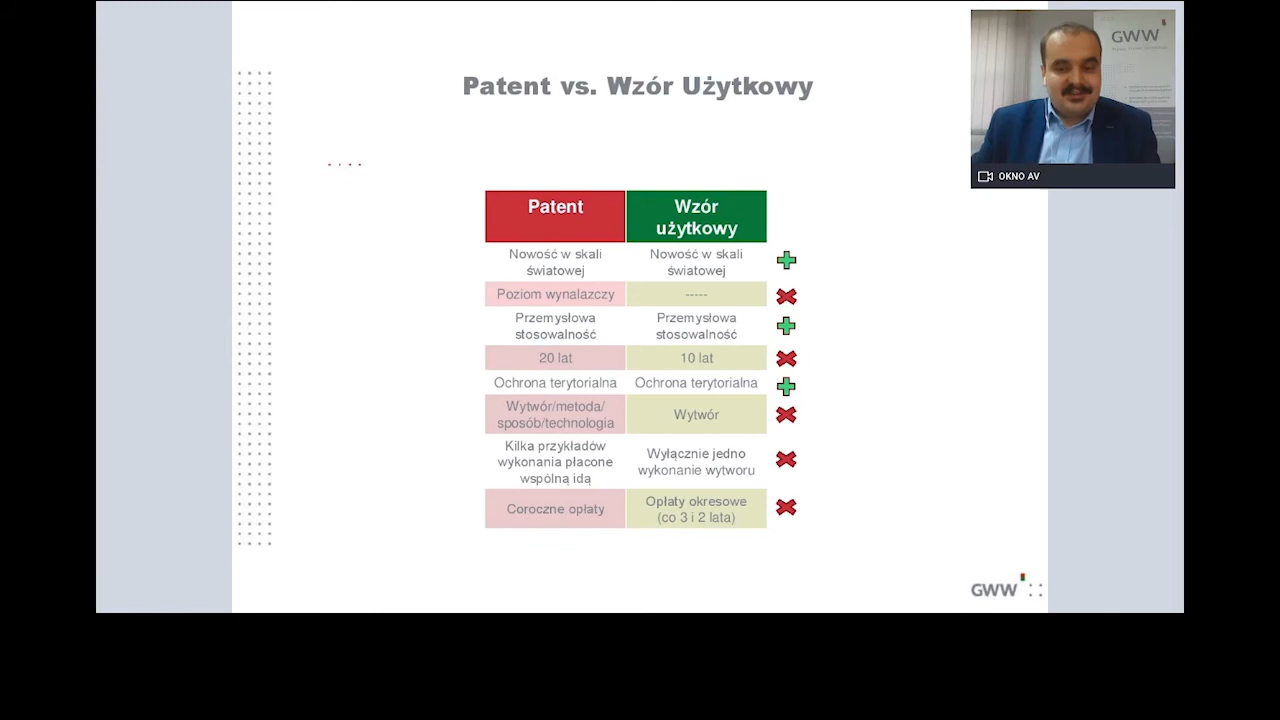 Patent vs. Wzór Użytkowy
GWW
OKNO AV
Patent
Wzór
użytkowy
Nowość w skali
światowej
Nowość w skali
światowej
Poziom wynalazczy
-----
Przemysłowa
stosowalność
Przemysłowa
stosowalność
20 lat
10 lat
Ochrona terytorialna
Ochrona terytorialna
Wytwór/metoda/
sposób/technologia
Wytwór
Kilka przykładów
wykonania płacone
wspólną idą
Wyłącznie jedno
wykonanie wytworu
Coroczne opłaty
Opłaty okresowe
(co 3 i 2 lata)
GWW